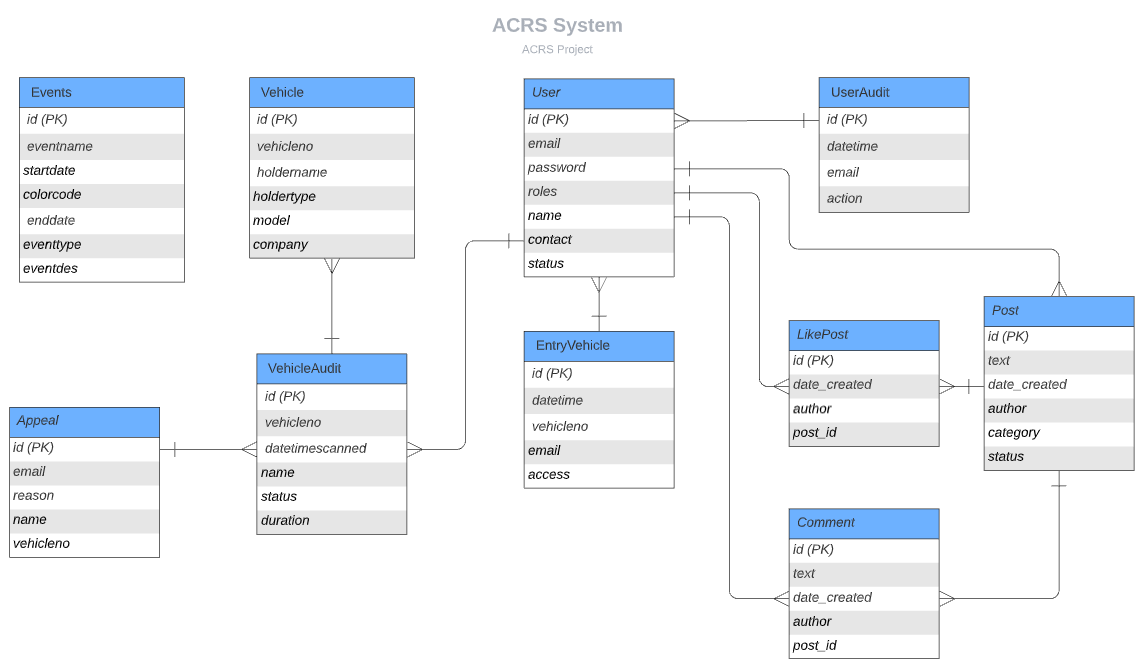 ACRS System
ACRS Project
Events
id (PK)
eventname
startdate
colorcode
enddate
eventtype
eventdes
Vehicle
id (PK)
vehicleno
holdername
holdertype
model
company
User
id (PK)
email
password
roles
name
contact
status
UserAudit
id (PK)
datetime
email
action
Appeal
id (PK)
email
reason
name
vehicleno
VehicleAudit
id (PK)
vehicleno
datetimescanned
name
status
duration
EntryVehicle
id (PK)
datetime
vehicleno
email
access
LikePost
id (PK)
date_created
author
post_id
Post
id (PK)
text
date_created
author
category
status
Comment
id (PK)
text
date_created
author
post_id